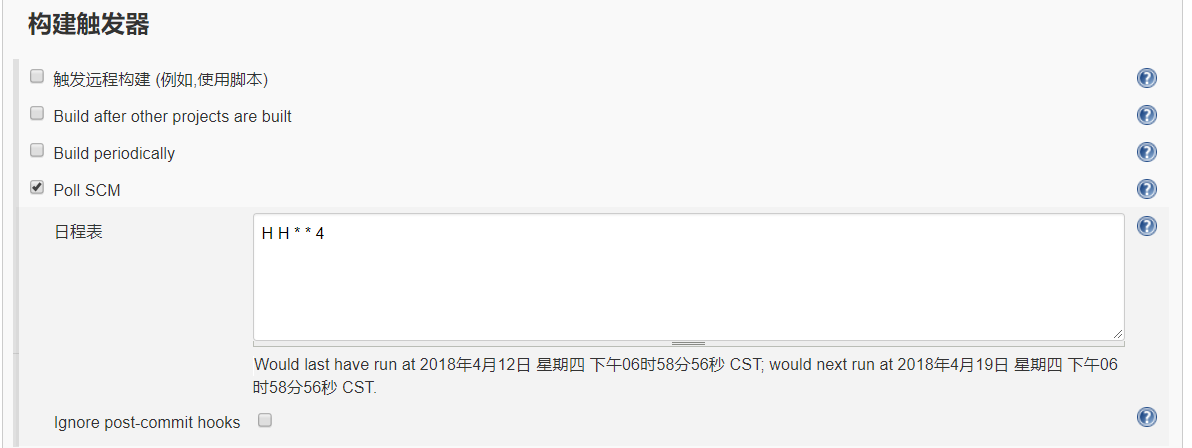 构建触发器
触发远程构建 (例如,使用脚本)
Build after other projects are built
Build periodically
Poll SCM
日程表
H H * * 4
Would last have run at 2018年4月12日 星期四 下午06时58分56秒 CST; would next run at 2018年4月19日 星期四 下午06
时58分56秒 CST.
Ignore post-commit hooks